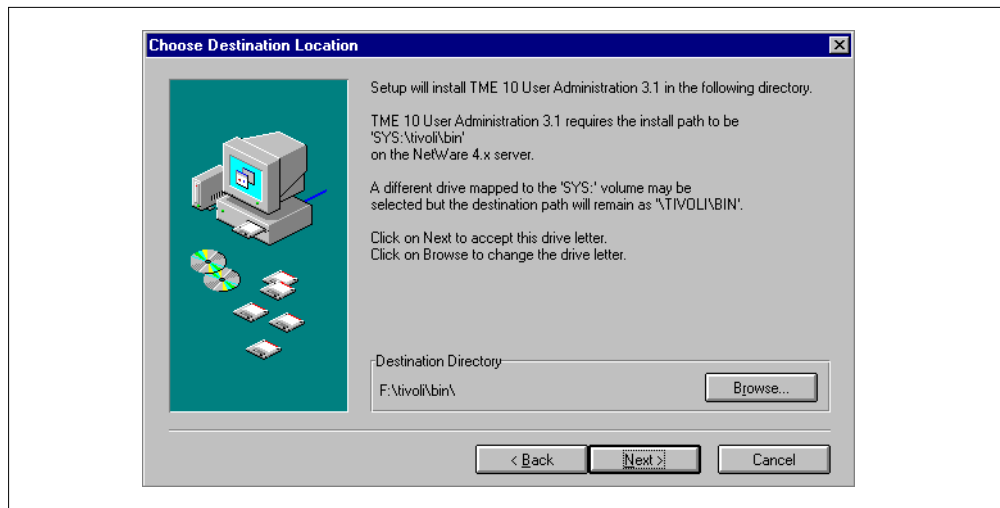 Choose Destination Location
Setup will install TME 10 User Administration 3.1 in the following directory.
TME 10 User Administration 3.1 requires the install path to be
'SYS:\tivoli\bin'
on the NetWare 4.x server.
A different drive mapped to the 'SYS:' volume may be
selected but the destination path will remain as '\TIVOLI\BIN'.
Click on Next to accept this drive letter.
Click on Browse to change the drive letter.
Destination Directory
F:\tivoli\bin\
Browse...
< Back
Next >
Cancel